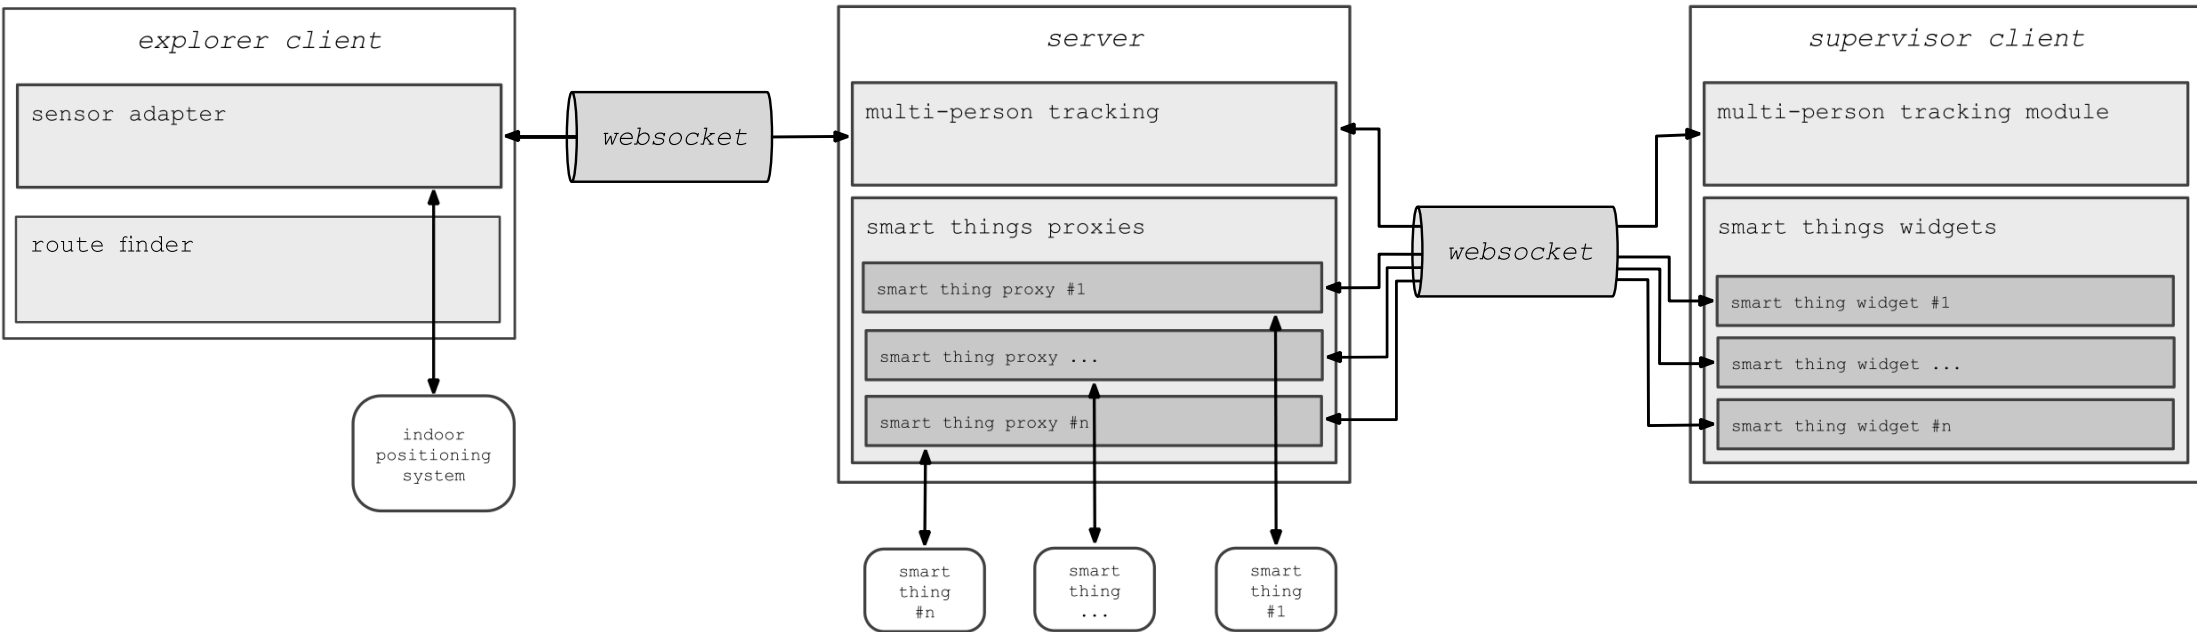 explorer client
sensor adapter
route finder
indoor
positioning
system
websocket
server
multi-person tracking
smart things proxies
smart thing proxy #1
smart thing proxy ...
smart thing proxy #n
smart
thing
#n
smart
thing
...
smart
thing
#1
websocket
supervisor client
multi-person tracking module
smart things widgets
smart thing widget #1
smart thing widget ...
smart thing widget #n